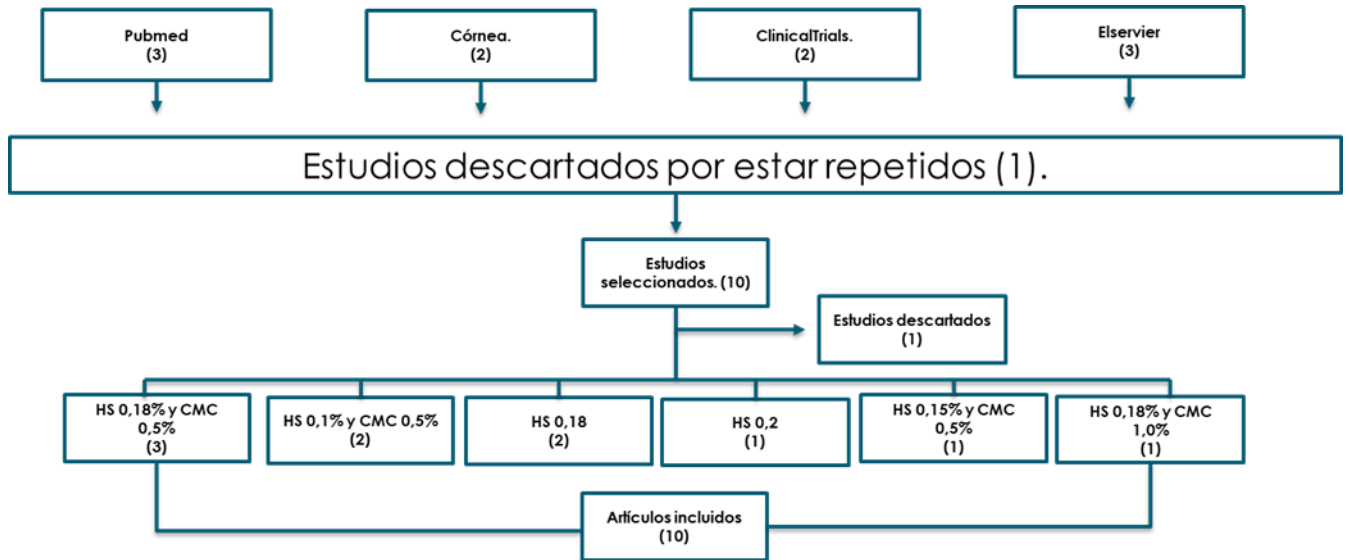 Pubmed
(3)
Córnea.
(2)
ClinicalTrials.
(2)
Elservier
(3)
Estudios descartados por estar repetidos (1).
Estudios
seleccionados. (10)
Estudios descartados
(1)
HS 0,18% y CMC
0,5%
(3)
HS 0,1% y CMC 0,5%
(2)
HS 0,18
(2)
HS 0,2
(1)
HS 0,15% y CMC
0,5%
(1)
HS 0,18% y CMC
1,0%
(1)
Artículos incluidos
(10)